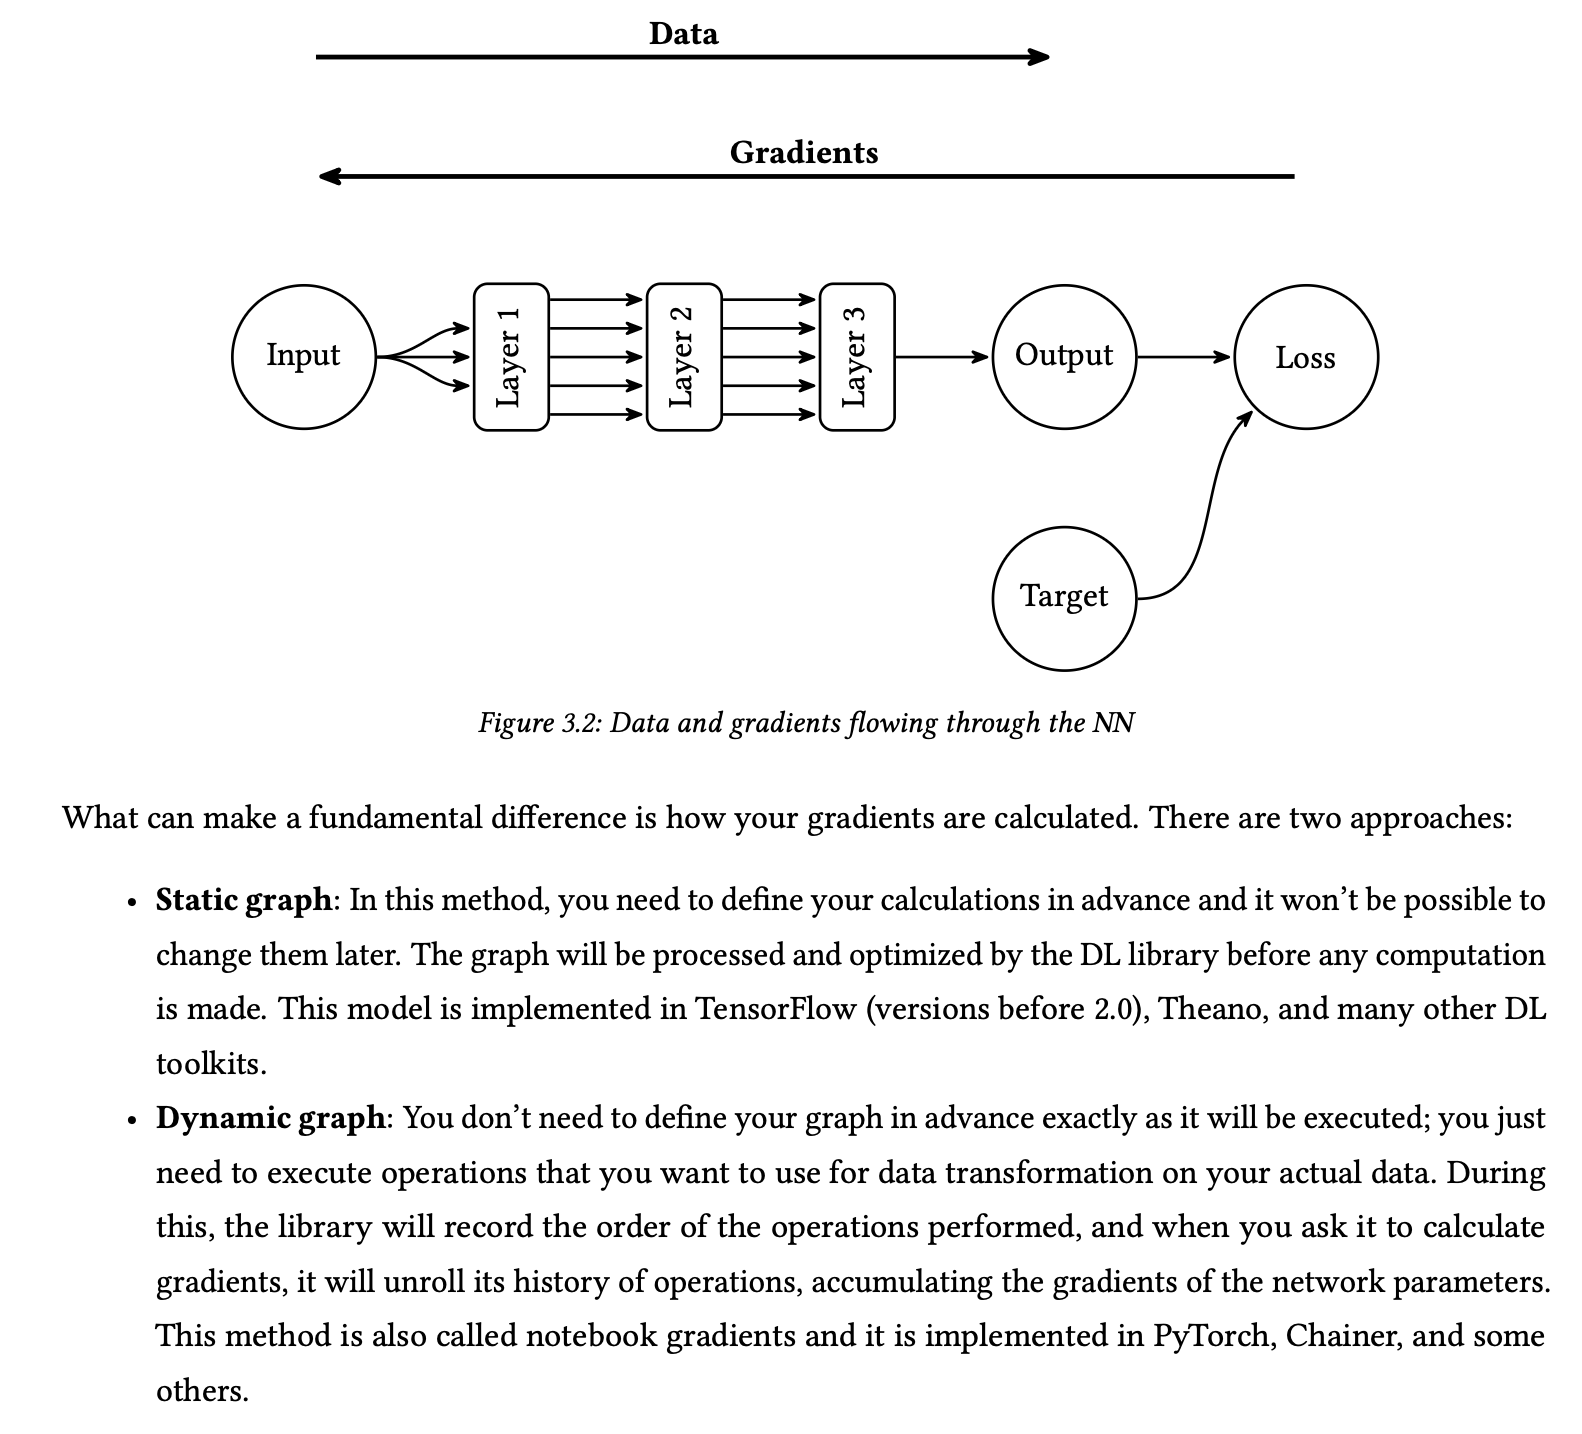 Data
Gradients
Input
Layer 1
Layer 2
Layer 3
Output
Loss
Target
Figure 3.2: Data and gradients flowing through the NN
What can make a fundamental difference is how your gradients are calculated. There are two approaches:
• Static graph: In this method, you need to define your calculations in advance and it won’t be possible to
change them later. The graph will be processed and optimized by the DL library before any computation
is made. This model is implemented in TensorFlow (versions before 2.0), Theano, and many other DL
toolkits.
• Dynamic graph: You don’t need to define your graph in advance exactly as it will be executed; you just
need to execute operations that you want to use for data transformation on your actual data. During
this, the library will record the order of the operations performed, and when you ask it to calculate
gradients, it will unroll its history of operations, accumulating the gradients of the network parameters.
This method is also called notebook gradients and it is implemented in PyTorch, Chainer, and some
others.